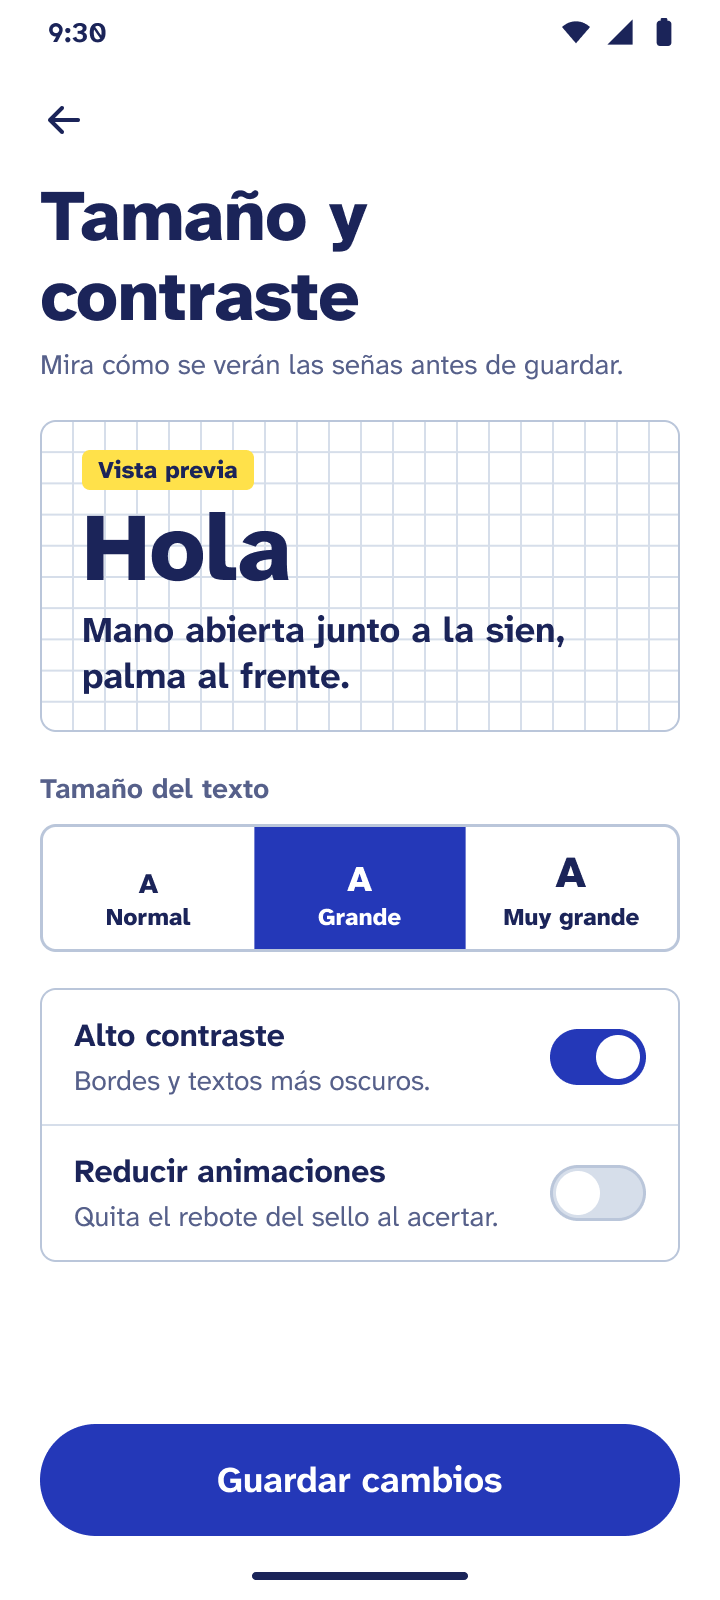 9:30
Tamaño y
contraste
Mira cómo se verán las señas antes de guardar.
Vista previa
Hola
Mano abierta junto a la sien,
palma al frente.
Tamaño del texto
A
Normal
A
Grande
A
Muy grande
Alto contraste
Bordes y textos más oscuros.
Reducir animaciones
Quita el rebote del sello al acertar.
Guardar cambios